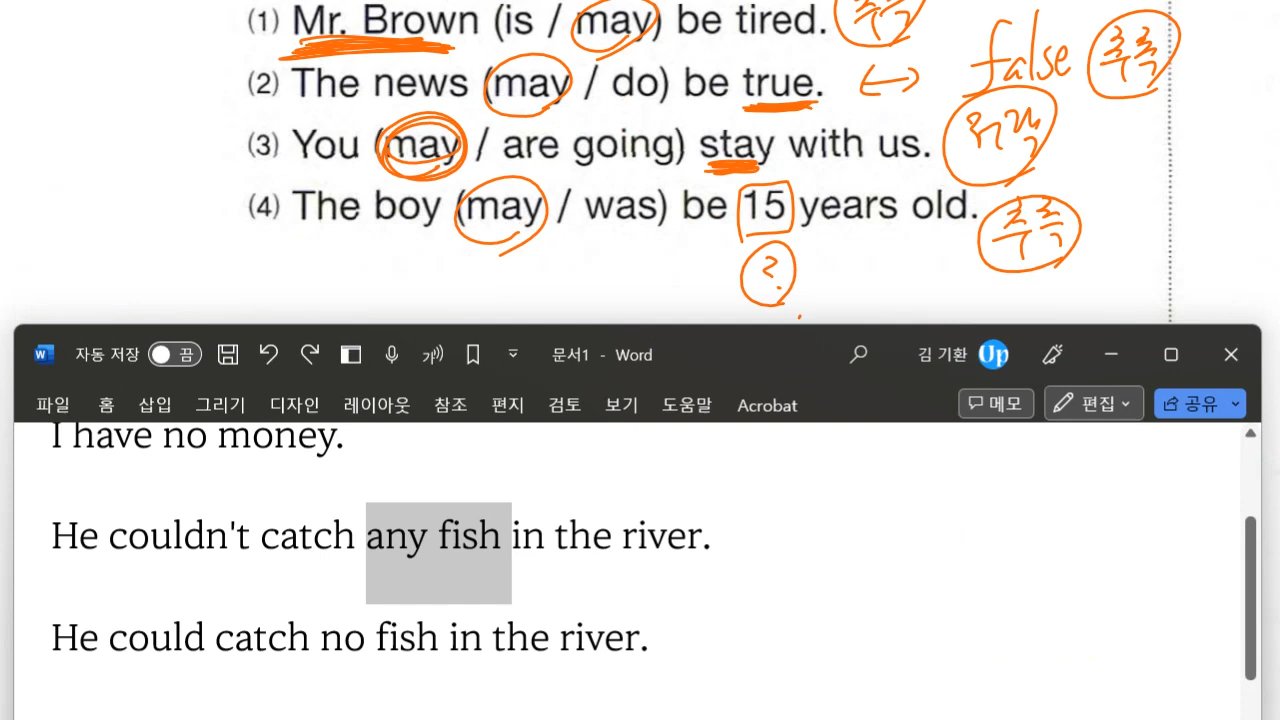 (1) Mr. Brown (is / may) be tired. 추측
(2) The news (may / do) be true. ↔ false 추측
(3) You (may / are going) stay with us.
(4) The boy (may / was) be 15 years old. 추측
?
자동 저장 끔 가 문서1 - Word 김 기환 Up
파일 홈 삽입 그리기 디자인 레이아웃 참조 편지 검토 보기 도움말 Acrobat 메모 편집 공유
I have no money.
He couldn't catch any fish in the river.
He could catch no fish in the river.